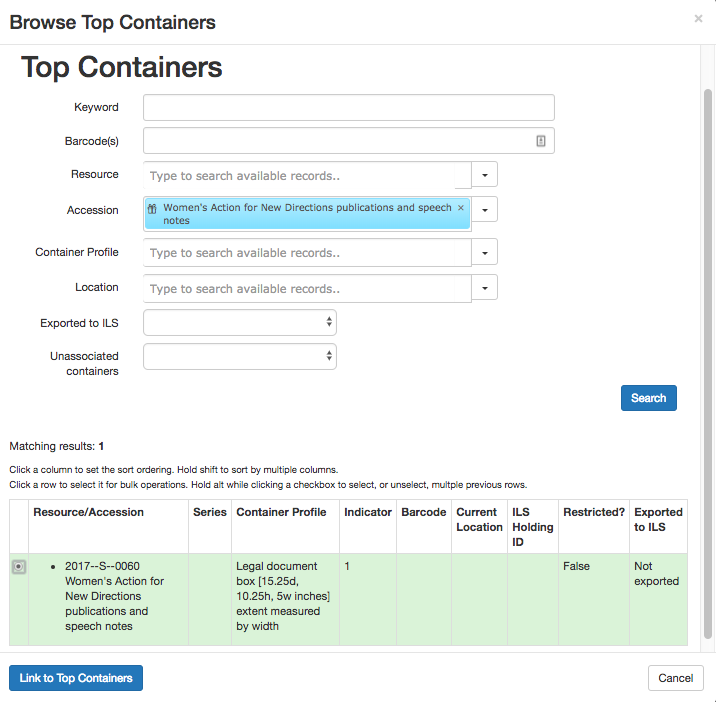 Browse Top Containers
×
Top Containers
Keyword
Barcode(s)
Resource
Type to search available records..
Accession
Women's Action for New Directions publications and speech ×
notes
Container Profile
Type to search available records..
Location
Type to search available records..
Exported to ILS
Unassociated
containers
Search
Matching results: 1
Click a column to set the sort ordering. Hold shift to sort by multiple columns.
Click a row to select it for bulk operations. Hold alt while clicking a checkbox to select, or unselect, multple previous rows.
Resource/Accession Series Container Profile Indicator Barcode Current Location ILS Holding ID Restricted? Exported to ILS
• 2017--S--0060 Legal document 1 False Not
Women's Action for box [15.25d, exported
New Directions 10.25h, 5w inches]
publications and extent measured
speech notes by width
Link to Top Containers Cancel